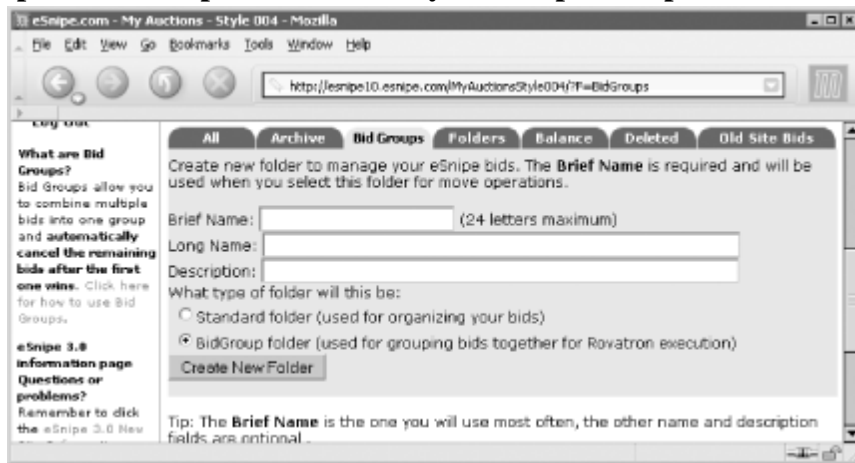 eSnipe.com - My Auctions - Style 004 - Mozilla
File Edit View Go Bookmarks Tools Window Help
http://esnipe10.esnipe.com/MyAuctionsStyle004/?F=BidGroups
Log Out
What are Bid
Groups?
Bid Groups allow you
to combine multiple
bids into one group
and automatically
cancel the remaining
bids after the first
one wins. Click here
for how to use Bid
Groups.
eSnipe 3.0
information page
Questions or
problems?
Remember to click
the eSnipe 3.0 New
All Archive Bid Groups Folders Balance Deleted Old Site Bids
Create new folder to manage your eSnipe bids. The Brief Name is required and will be
used when you select this folder for move operations.
Brief Name: (24 letters maximum)
Long Name:
Description:
What type of folder will this be:
Standard folder (used for organizing your bids)
BidGroup folder (used for grouping bids together for Rovatron execution)
Create New Folder
Tip: The Brief Name is the one you will use most often, the other name and description
fields are optional.